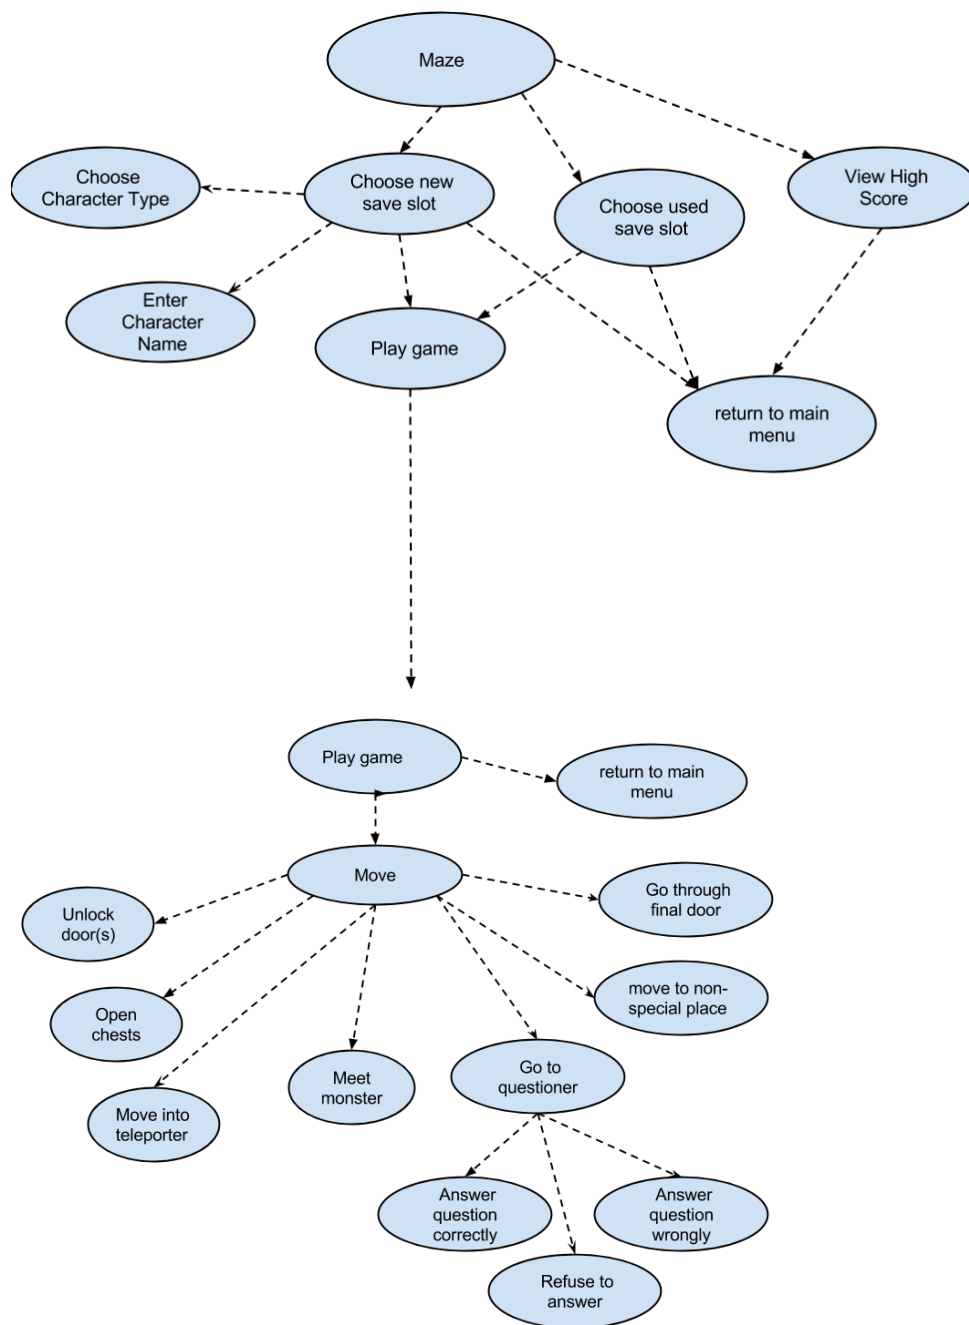 Maze
Choose
Character Type
Choose new
save slot
Choose used
save slot
View High
Score
Enter
Character
Name
Play game
return to main
menu
Play game
return to main
menu
Move
Unlock
door(s)
Go through
final door
Open
chests
move to non-
special place
Meet
monster
Go to
questioner
Move into
teleporter
Answer
question
correctly
Answer
question
wrongly
Refuse to
answer